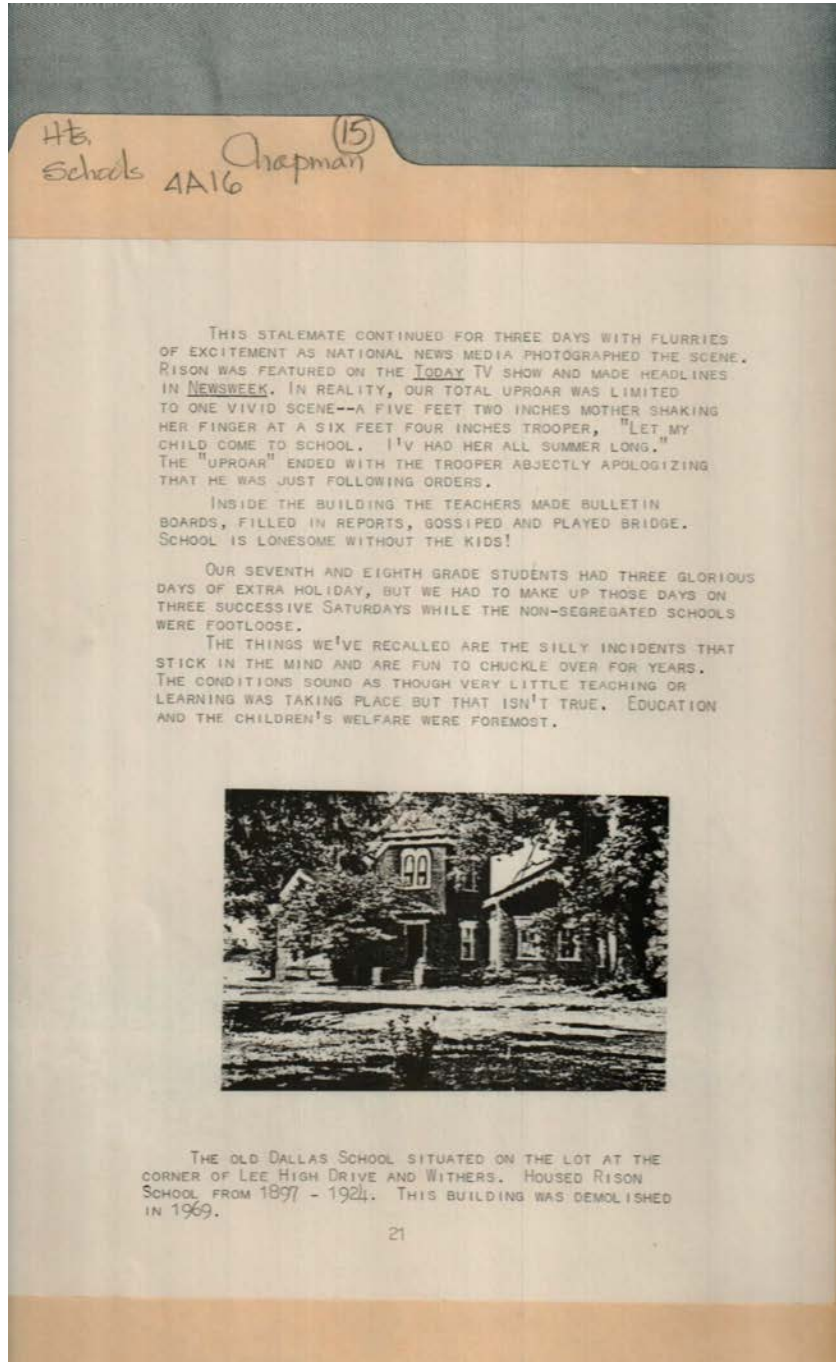 Hts.
Schools
4A16
Chapman
15
THIS STALEMATE CONTINUED FOR THREE DAYS WITH FLURRIES
OF EXCITEMENT AS NATIONAL NEWS MEDIA PHOTOGRAPHED THE SCENE.
RISON WAS FEATURED ON THE TODAY TV SHOW AND MADE HEADLINES
IN NEWSWEEK. IN REALITY, OUR TOTAL UPROAR WAS LIMITED
TO ONE VIVID SCENE--A FIVE FEET TWO INCHES MOTHER SHAKING
HER FINGER AT A SIX FEET FOUR INCHES TROOPER, "LET MY
CHILD COME TO SCHOOL. I'V HAD HER ALL SUMMER LONG."
THE "UPROAR" ENDED WITH THE TROOPER ABJECTLY APOLOGIZING
THAT HE WAS JUST FOLLOWING ORDERS.
INSIDE THE BUILDING THE TEACHERS MADE BULLETIN
BOARDS, FILLED IN REPORTS, GOSSIPED AND PLAYED BRIDGE.
SCHOOL IS LONESOME WITHOUT THE KIDS!
OUR SEVENTH AND EIGHTH GRADE STUDENTS HAD THREE GLORIOUS
DAYS OF EXTRA HOLIDAY, BUT WE HAD TO MAKE UP THOSE DAYS ON
THREE SUCCESSIVE SATURDAYS WHILE THE NON-SEGREGATED SCHOOLS
WERE FOOTLOOSE.
THE THINGS WE'VE RECALLED ARE THE SILLY INCIDENTS THAT
STICK IN THE MIND AND ARE FUN TO CHUCKLE OVER FOR YEARS.
THE CONDITIONS SOUND AS THOUGH VERY LITTLE TEACHING OR
LEARNING WAS TAKING PLACE BUT THAT ISN'T TRUE. EDUCATION
AND THE CHILDREN'S WELFARE WERE FOREMOST.
THE OLD DALLAS SCHOOL SITUATED ON THE LOT AT THE
CORNER OF LEE HIGH DRIVE AND WITHERS. HOUSED RISON
SCHOOL FROM 1897 - 1924. THIS BUILDING WAS DEMOLISHED
IN 1969.
21